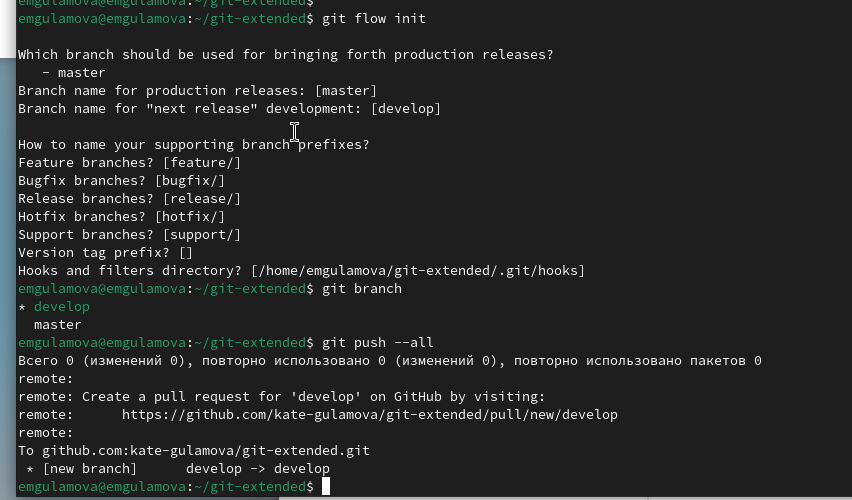 emgulamova@emgulamova:~/git-extended$
emgulamova@emgulamova:~/git-extended$ git flow init
Which branch should be used for bringing forth production releases?
   - master
Branch name for production releases: [master]
Branch name for "next release" development: [develop]
How to name your supporting branch prefixes?
Feature branches? [feature/]
Bugfix branches? [bugfix/]
Release branches? [release/]
Hotfix branches? [hotfix/]
Support branches? [support/]
Version tag prefix? []
Hooks and filters directory? [/home/emgulamova/git-extended/.git/hooks]
emgulamova@emgulamova:~/git-extended$ git branch
* develop
  master
emgulamova@emgulamova:~/git-extended$ git push --all
Всего 0 (изменений 0), повторно использовано 0 (изменений 0), повторно использовано пакетов 0
remote:
remote: Create a pull request for 'develop' on GitHub by visiting:
remote:      https://github.com/kate-gulamova/git-extended/pull/new/develop
remote:
To github.com:kate-gulamova/git-extended.git
 * [new branch]      develop -> develop
emgulamova@emgulamova:~/git-extended$